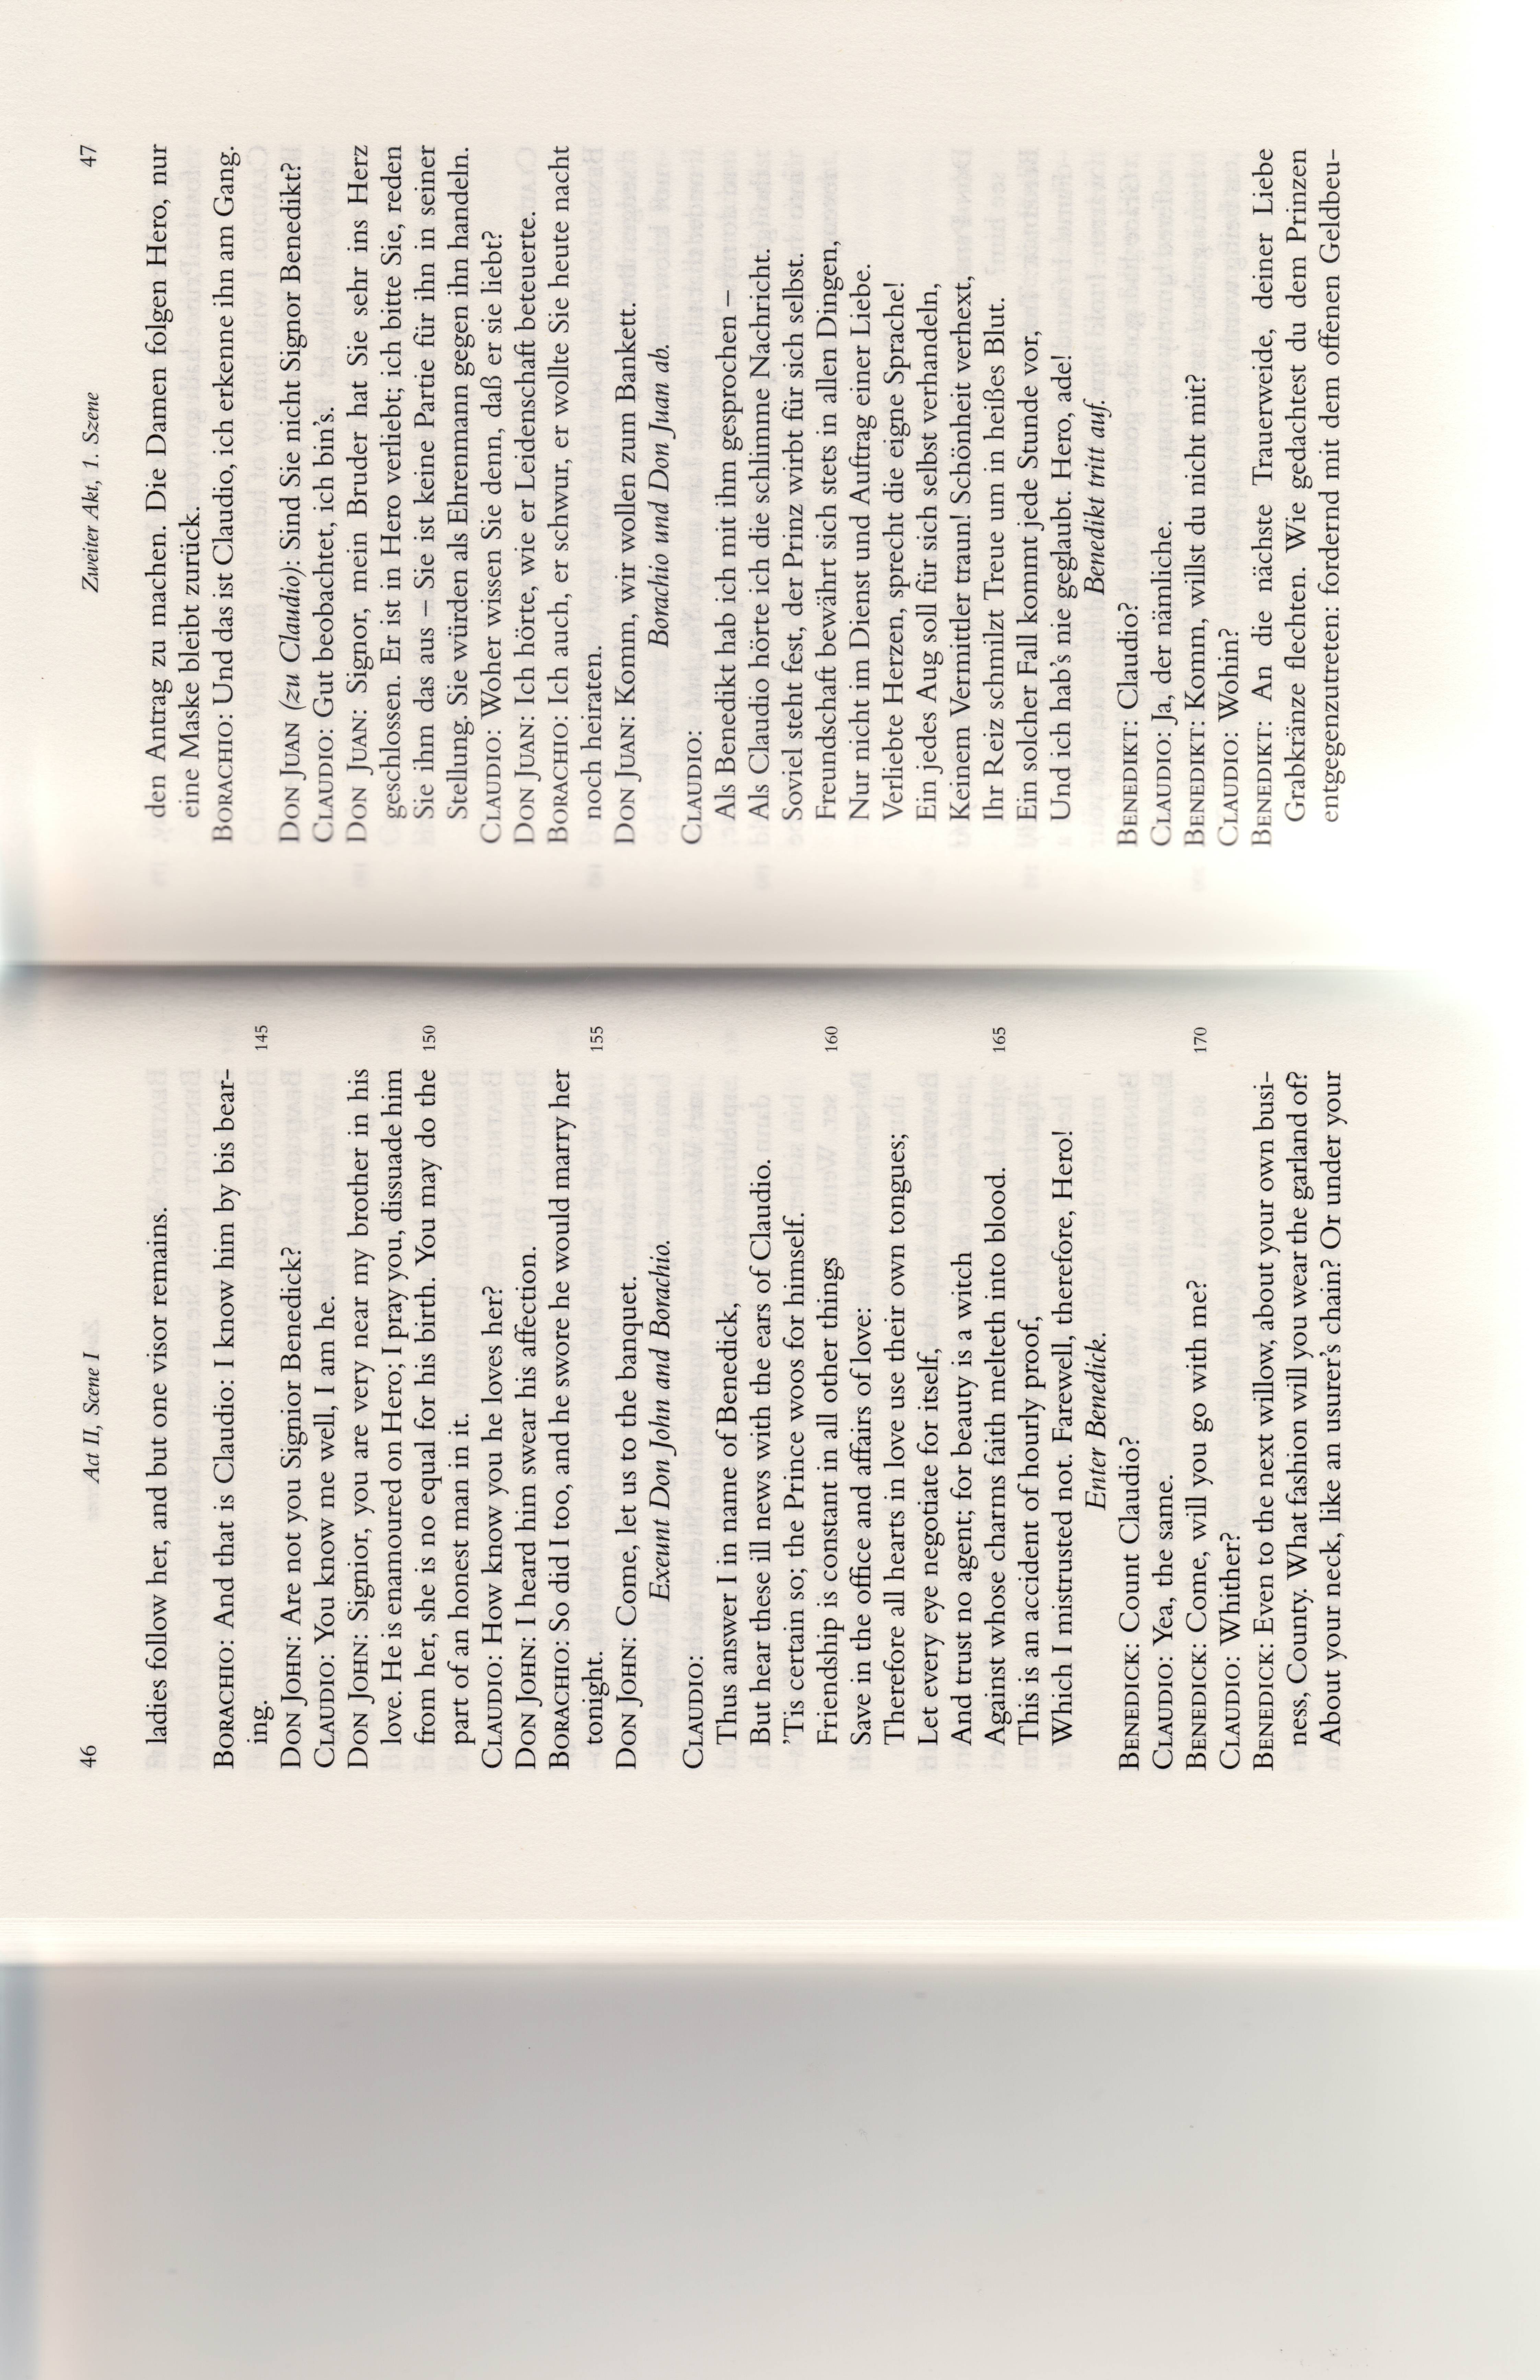 46
Act II, Scene I
ladies follow her, and but one visor remains.
BORACHIO: And that is Claudio: I know him by bis bear-
ing.
145
DON JOHN: Are not you Signior Benedick?
CLAUDIO: You know me well, I am he.
DON JOHN: Signior, you are very near my brother in his
love. He is enamoured on Hero; I pray you, dissuade him
from her, she is no equal for his birth. You may do the
150
part of an honest man in it.
CLAUDIO: How know you he loves her?
DON JOHN: I heard him swear his affection.
BORACHIO: So did I too, and he swore he would marry her
tonight.
155
DON JOHN: Come, let us to the banquet.
Exeunt Don John and Borachio.
CLAUDIO:
Thus answer I in name of Benedick,
But hear these ill news with the ears of Claudio.
'Tis certain so; the Prince woos for himself.
Friendship is constant in all other things
160
Save in the office and affairs of love:
Therefore all hearts in love use their own tongues;
Let every eye negotiate for itself,
And trust no agent; for beauty is a witch
Against whose charms faith melteth into blood.
165
This is an accident of hourly proof,
Which I mistrusted not. Farewell, therefore, Hero!
Enter Benedick.
BENEDICK: Count Claudio?
CLAUDIO: Yea, the same.
BENEDICK: Come, will you go with me?
170
CLAUDIO: Whither?
BENEDICK: Even to the next willow, about your own busi-
ness, County. What fashion will you wear the garland of?
About your neck, like an usurer's chain? Or under your
Zweiter Akt, 1. Szene
47
den Antrag zu machen. Die Damen folgen Hero, nur
eine Maske bleibt zurück.
BORACHIO: Und das ist Claudio, ich erkenne ihn am Gang.
DON JUAN (zu Claudio): Sind Sie nicht Signor Benedikt?
CLAUDIO: Gut beobachtet, ich bin's.
DON JUAN: Signor, mein Bruder hat Sie sehr ins Herz
geschlossen. Er ist in Hero verliebt; ich bitte Sie, reden
Sie ihm das aus – Sie ist keine Partie für ihn in seiner
Stellung. Sie würden als Ehrenmann gegen ihn handeln.
CLAUDIO: Woher wissen Sie denn, daß er sie liebt?
DON JUAN: Ich hörte, wie er Leidenschaft beteuerte.
BORACHIO: Ich auch, er schwur, er wollte Sie heute nacht
noch heiraten.
DON JUAN: Komm, wir wollen zum Bankett.
Borachio und Don Juan ab.
CLAUDIO:
Als Benedikt hab ich mit ihm gesprochen –
Als Claudio hörte ich die schlimme Nachricht.
Soviel steht fest, der Prinz wirbt für sich selbst.
Freundschaft bewährt sich stets in allen Dingen,
Nur nicht im Dienst und Auftrag einer Liebe.
Verliebte Herzen, sprecht die eigne Sprache!
Ein jedes Aug soll für sich selbst verhandeln,
Keinem Vermittler traun! Schönheit verhext,
Ihr Reiz schmilzt Treue um in heißes Blut.
Ein solcher Fall kommt jede Stunde vor,
Und ich hab's nie geglaubt. Hero, ade!
Benedikt tritt auf.
BENEDIKT: Claudio?
CLAUDIO: Ja, der nämliche.
BENEDIKT: Komm, willst du nicht mit?
CLAUDIO: Wohin?
BENEDIKT: An die nächste Trauerweide, deiner Liebe
Grabkränze flechten. Wie gedachtest du dem Prinzen
entgegenzutreten: fordernd mit dem offenen Geldbeu-